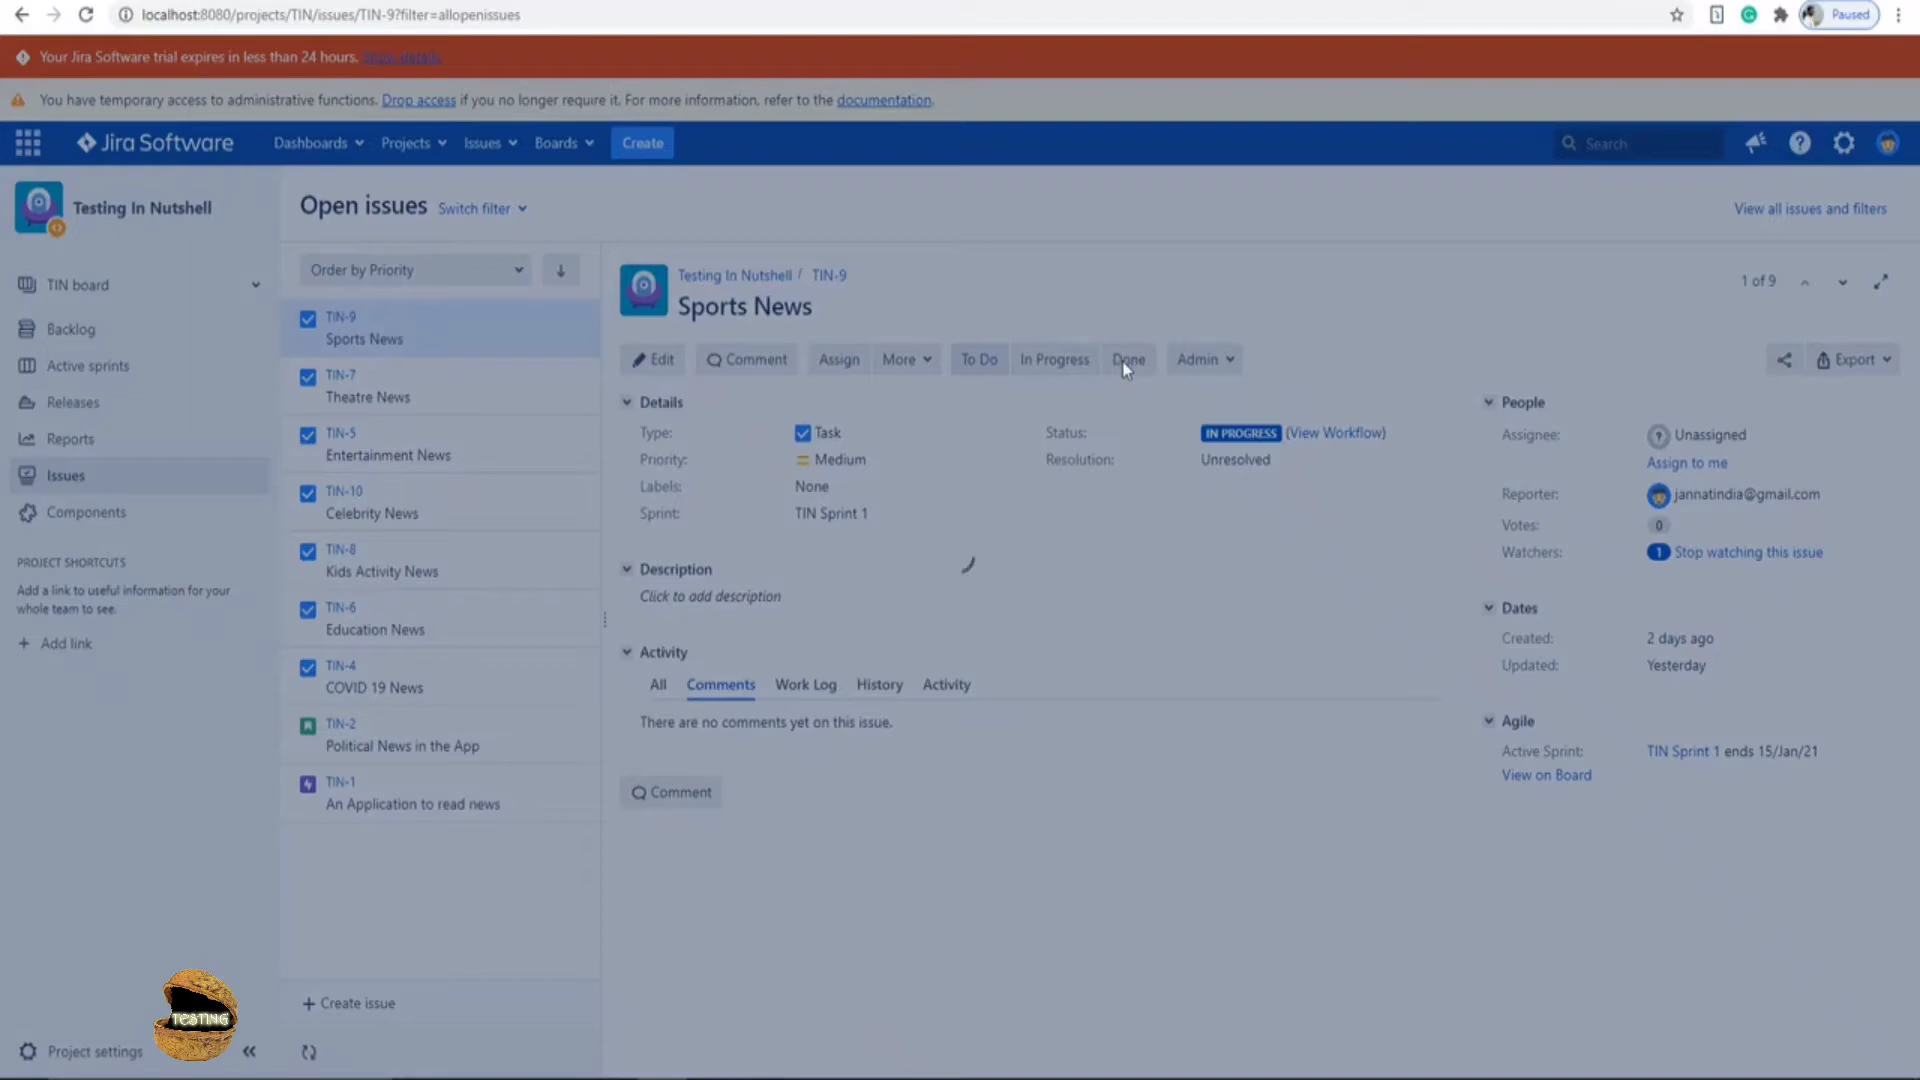 localhost:8080/projects/TIN/issues/TIN-9?filter=allopenissues
Paused
Your Jira Software trial expires in less than 24 hours. Show details
You have temporary access to administrative functions. Drop access if you no longer require it. For more information, refer to the documentation.
Jira Software
Dashboards
Projects
Issues
Boards
Create
Search
Testing In Nutshell
TIN board
Backlog
Active sprints
Releases
Reports
Issues
Components
PROJECT SHORTCUTS
Add a link to useful information for your
whole team to see.
+ Add link
Project settings
TESTING
Open issues
Switch filter
View all issues and filters
Order by Priority
TIN-9
Sports News
TIN-7
Theatre News
TIN-5
Entertainment News
TIN-10
Celebrity News
TIN-8
Kids Activity News
TIN-6
Education News
TIN-4
COVID 19 News
TIN-2
Political News in the App
TIN-1
An Application to read news
+ Create issue
Testing In Nutshell / TIN-9
Sports News
1 of 9
Edit
Comment
Assign
More
To Do
In Progress
Done
Admin
Export
Details
Type: Task
Priority: Medium
Labels: None
Sprint: TIN Sprint 1
Status: IN PROGRESS (View Workflow)
Resolution: Unresolved
Description
Click to add description
Activity
All Comments Work Log History Activity
There are no comments yet on this issue.
Comment
People
Assignee: Unassigned
Assign to me
Reporter: jannatindia@gmail.com
Votes: 0
Watchers: 1 Stop watching this issue
Dates
Created: 2 days ago
Updated: Yesterday
Agile
Active Sprint: TIN Sprint 1 ends 15/Jan/21
View on Board